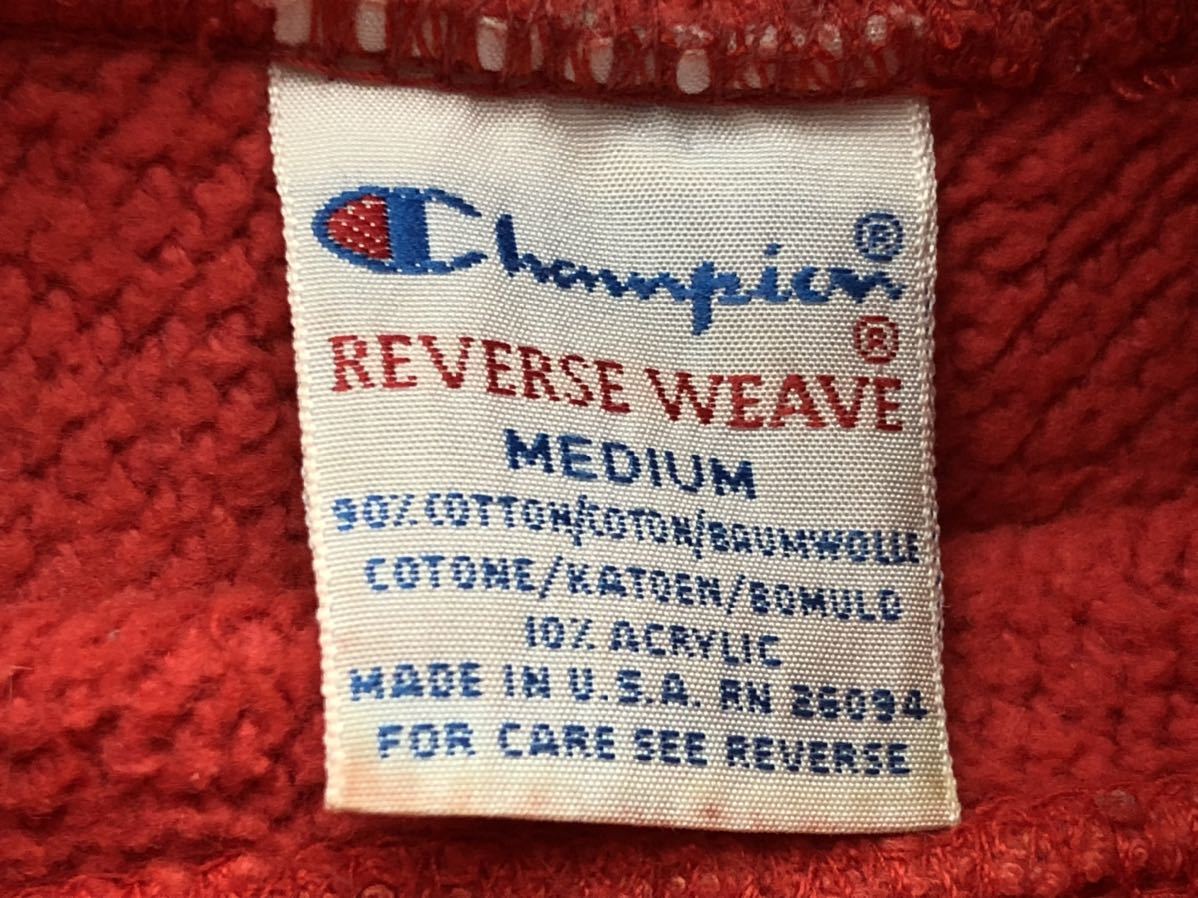 Champion®
REVERSE WEAVE®
MEDIUM
90% COTTON/COTON/BAUMWOLLE
COTONE/KATOEN/BOMULD
10% ACRYLIC
MADE IN U.S.A. RN 26094
FOR CARE SEE REVERSE